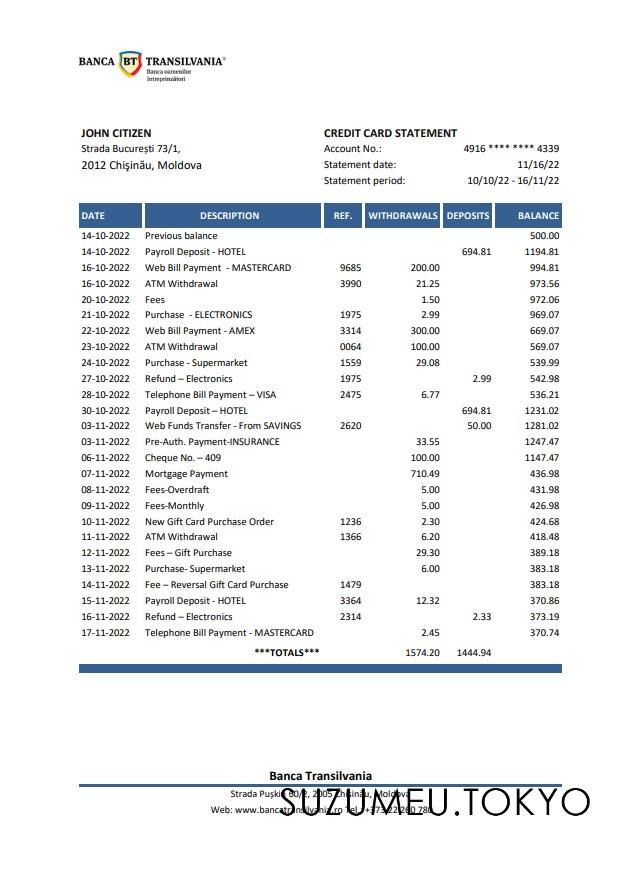 BANCA BT TRANSILVANIA®
Banca oamenilor
întreprinzători
JOHN CITIZEN
Strada București 73/1,
2012 Chişinău, Moldova
CREDIT CARD STATEMENT
Account No.: 4916 **** **** 4339
Statement date: 11/16/22
Statement period: 10/10/22 - 16/11/22
DATE DESCRIPTION REF. WITHDRAWALS DEPOSITS BALANCE
14-10-2022 Previous balance 500.00
14-10-2022 Payroll Deposit - HOTEL 694.81 1194.81
16-10-2022 Web Bill Payment - MASTERCARD 9685 200.00 994.81
16-10-2022 ATM Withdrawal 3990 21.25 973.56
20-10-2022 Fees 1.50 972.06
21-10-2022 Purchase - ELECTRONICS 1975 2.99 969.07
22-10-2022 Web Bill Payment - AMEX 3314 300.00 669.07
23-10-2022 ATM Withdrawal 0064 100.00 569.07
24-10-2022 Purchase - Supermarket 1559 29.08 539.99
27-10-2022 Refund – Electronics 1975 2.99 542.98
28-10-2022 Telephone Bill Payment – VISA 2475 6.77 536.21
30-10-2022 Payroll Deposit – HOTEL 694.81 1231.02
03-11-2022 Web Funds Transfer - From SAVINGS 2620 50.00 1281.02
03-11-2022 Pre-Auth. Payment-INSURANCE 33.55 1247.47
06-11-2022 Cheque No. – 409 100.00 1147.47
07-11-2022 Mortgage Payment 710.49 436.98
08-11-2022 Fees-Overdraft 5.00 431.98
09-11-2022 Fees-Monthly 5.00 426.98
10-11-2022 New Gift Card Purchase Order 1236 2.30 424.68
11-11-2022 ATM Withdrawal 1366 6.20 418.48
12-11-2022 Fees – Gift Purchase 29.30 389.18
13-11-2022 Purchase- Supermarket 6.00 383.18
14-11-2022 Fee – Reversal Gift Card Purchase 1479 383.18
15-11-2022 Payroll Deposit - HOTEL 3364 12.32 370.86
16-11-2022 Refund – Electronics 2314 2.33 373.19
17-11-2022 Telephone Bill Payment - MASTERCARD 2.45 370.74
***TOTALS*** 1574.20 1444.94
Banca Transilvania
Strada Pușkin 60/2, 2005 Chișinău, Moldova
Web: www.bancatransilvania.ro Tel.: +373 22 260 780
SUZUMEU.TOKYO